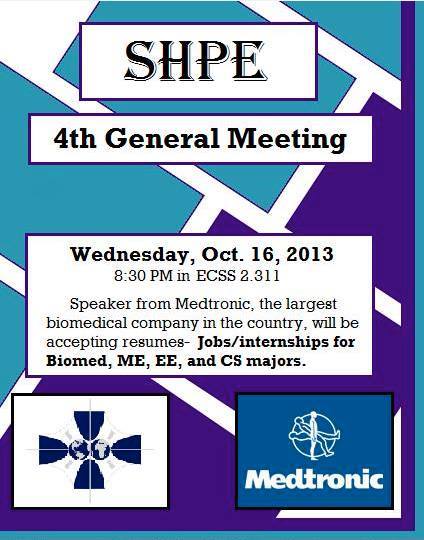 SHPE
4th General Meeting
Wednesday, Oct. 16, 2013
8:30 PM in ECSS 2.311
Speaker from Medtronic, the largest
biomedical company in the country, will be
accepting resumes- Jobs/internships for
Biomed, ME, EE, and CS majors.
Medtronic